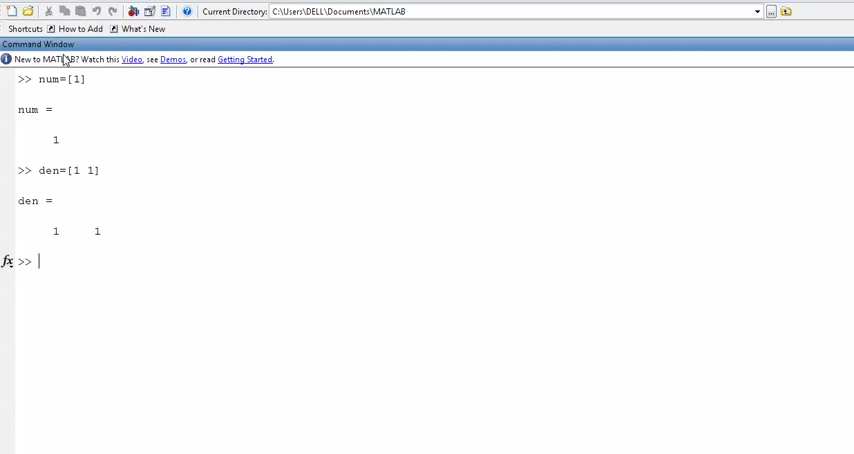 Current Directory: C:\Users\DELL\Documents\MATLAB ...
Shortcuts How to Add What's New
Command Window
New to MATLAB? Watch this Video, see Demos, or read Getting Started.
>> num=[1]
num =
1
>> den=[1 1]
den =
1 1
fx >>